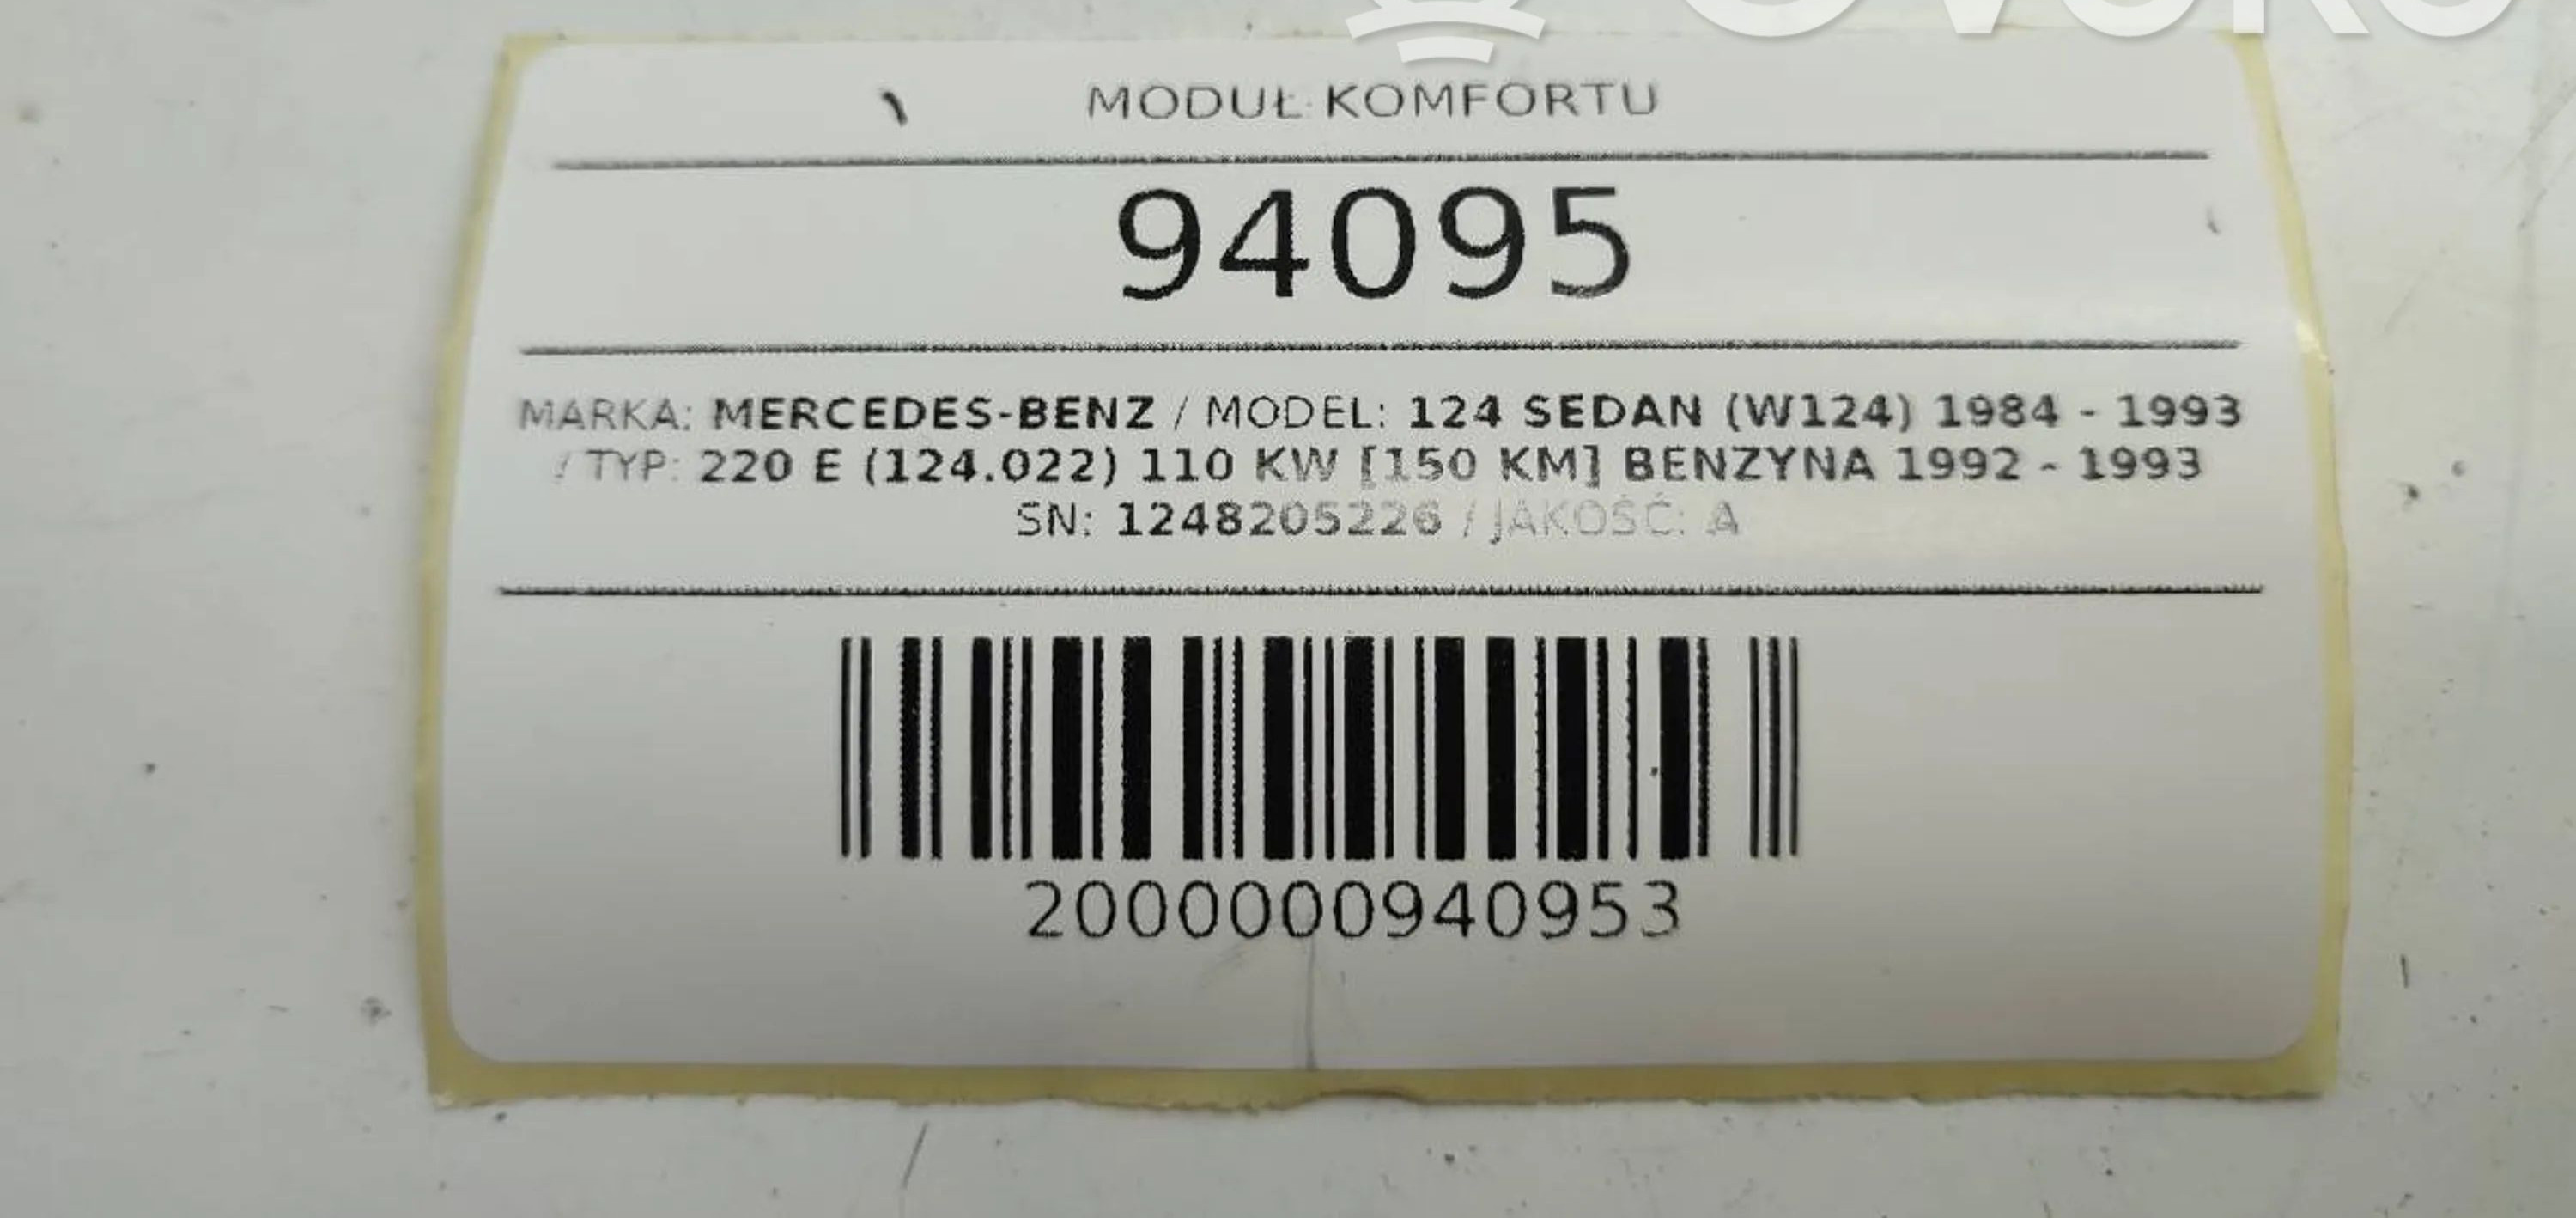 MODUŁ KOMFORTU
94095
MARKA: MERCEDES-BENZ / MODEL: 124 SEDAN (W124) 1984 - 1993
/ TYP: 220 E (124.022) 110 KW [150 KM] BENZYNA 1992 - 1993
SN: 1248205226 / JAKOŚĆ: A
2000000940953